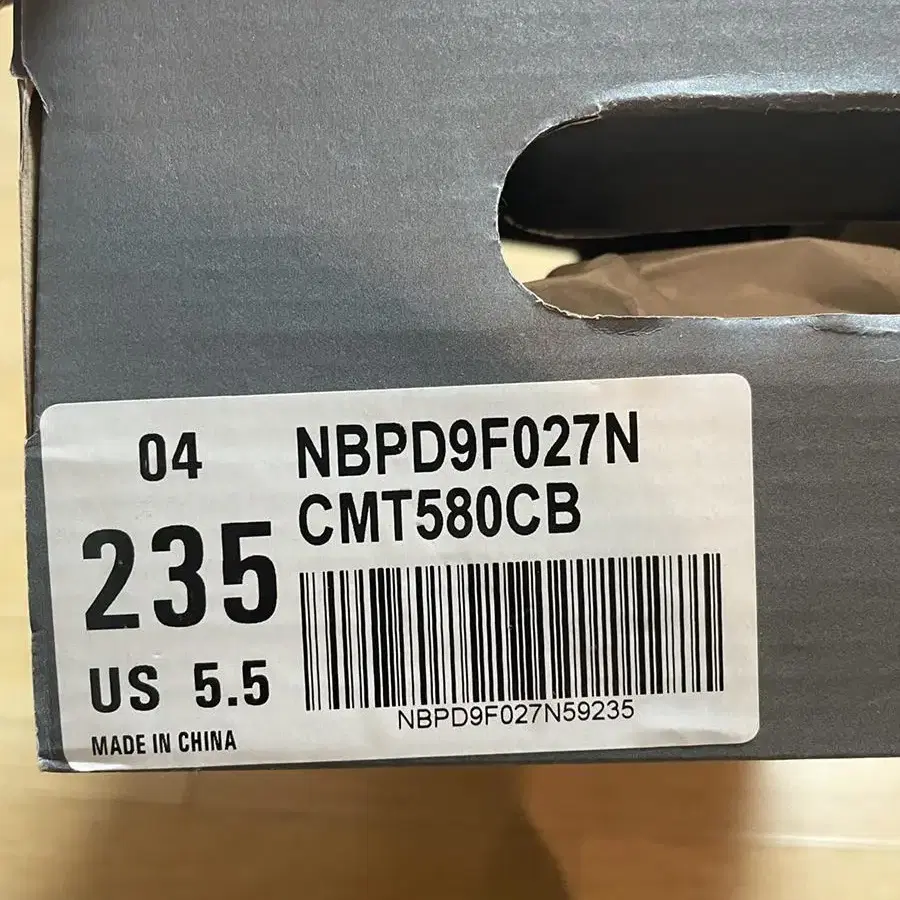 04
NBPD9F027N
CMT580CB
235
US 5.5
NBPD9F027N59235
MADE IN CHINA